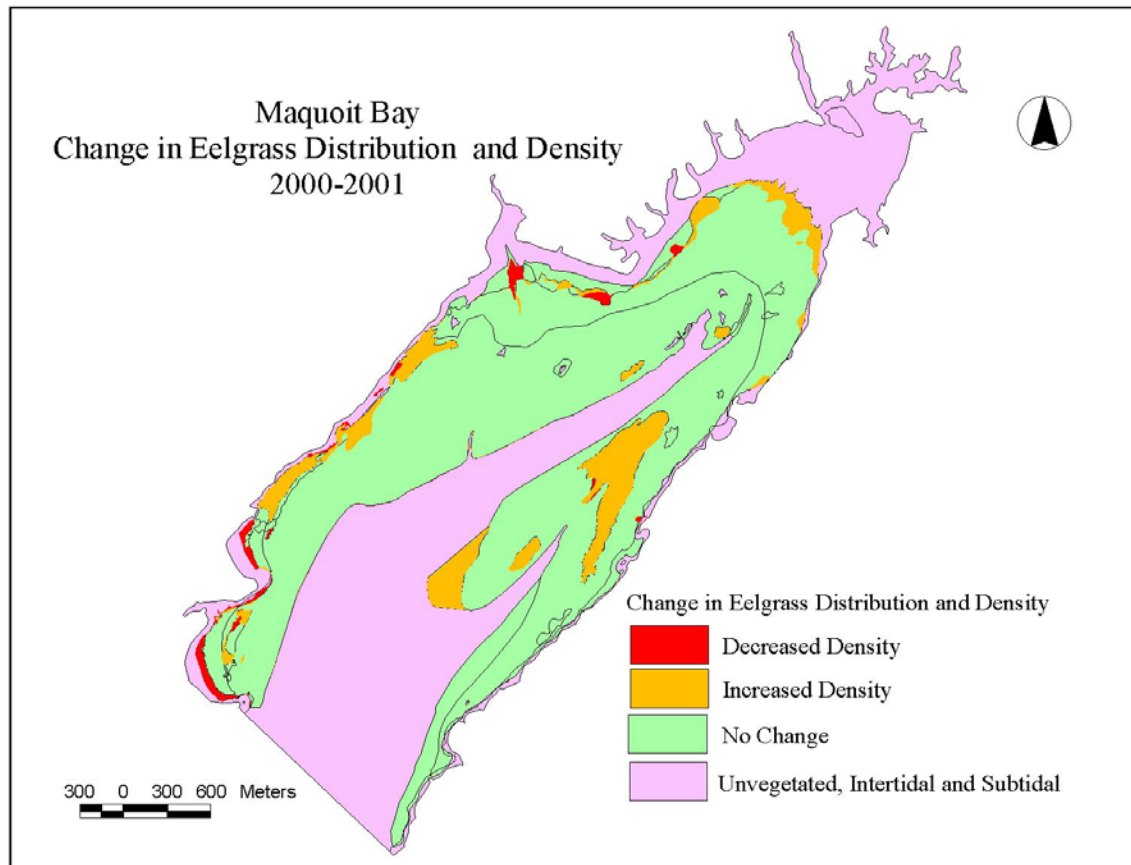 Maquoit Bay
Change in Eelgrass Distribution and Density
2000-2001
Change in Eelgrass Distribution and Density
Decreased Density
Increased Density
No Change
Unvegetated, Intertidal and Subtidal
300 0 300 600 Meters